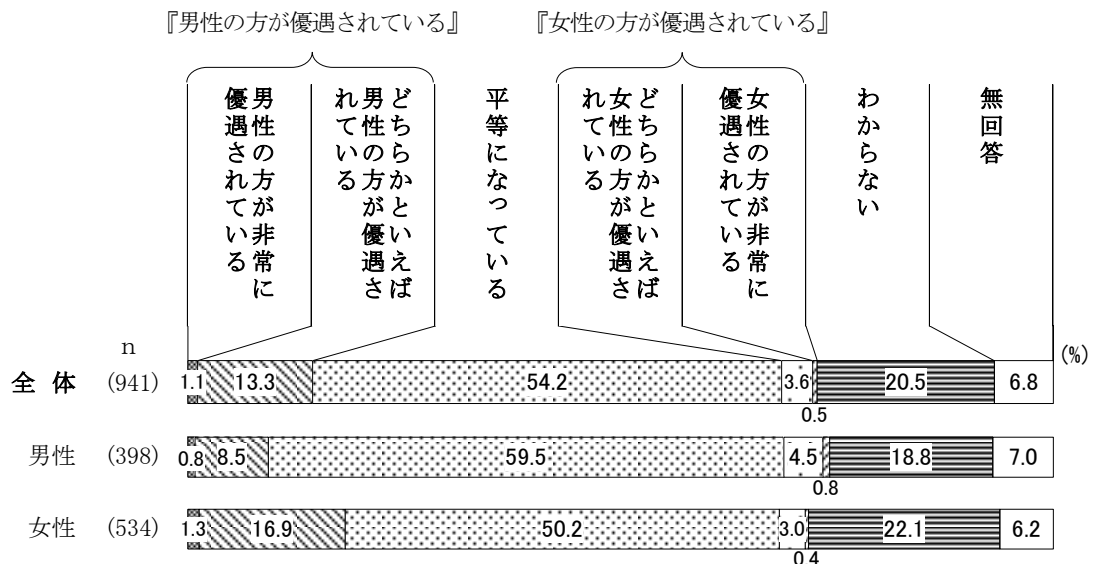 『男性の方が優遇されている』
『女性の方が優遇されている』
男性の方が非常に
優遇されている
どちらかといえば
男性の方が優遇さ
れている
平等になっている
どちらかといえば
女性の方が優遇さ
れている
女性の方が非常に
優遇されている
わからない
無回答
(%)
n
全体 (941) 1.1 13.3 54.2 3.6 0.5 20.5 6.8
男性 (398) 0.8 8.5 59.5 4.5 0.8 18.8 7.0
女性 (534) 1.3 16.9 50.2 3.0 0.4 22.1 6.2